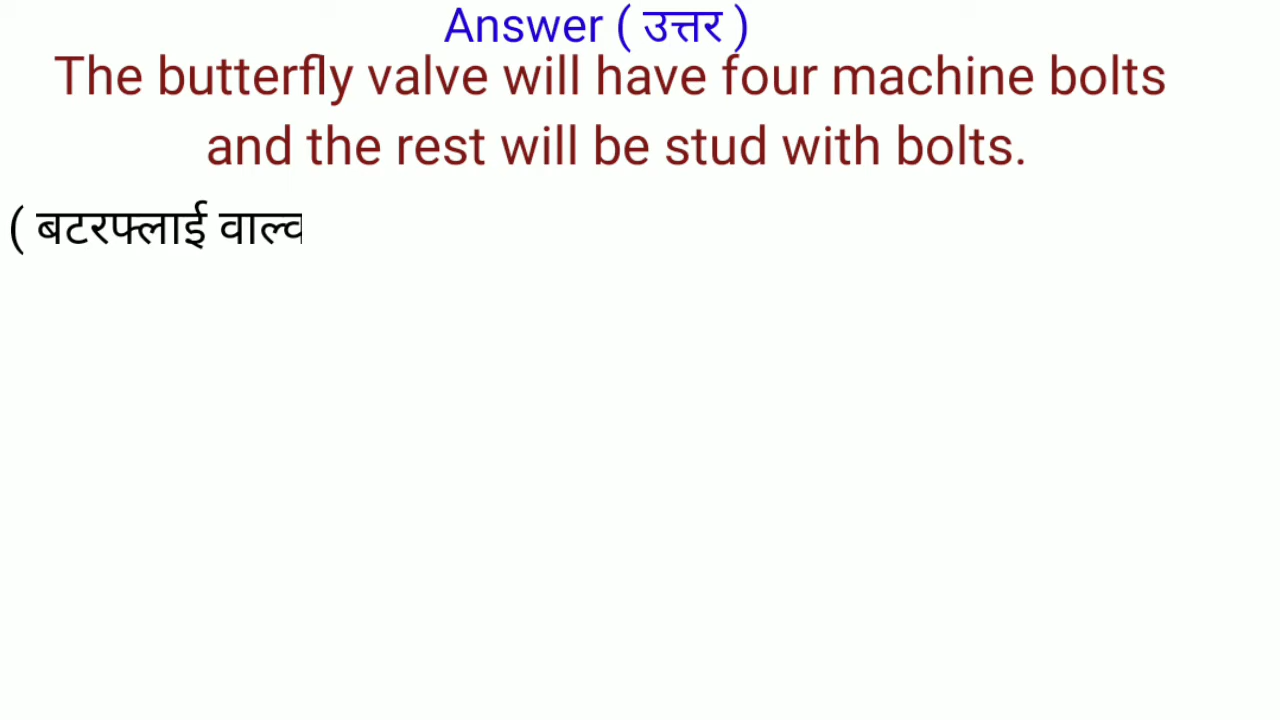 Answer ( उत्तर )
The butterfly valve will have four machine bolts
and the rest will be stud with bolts.
( बटरफ्लाई वाल्व